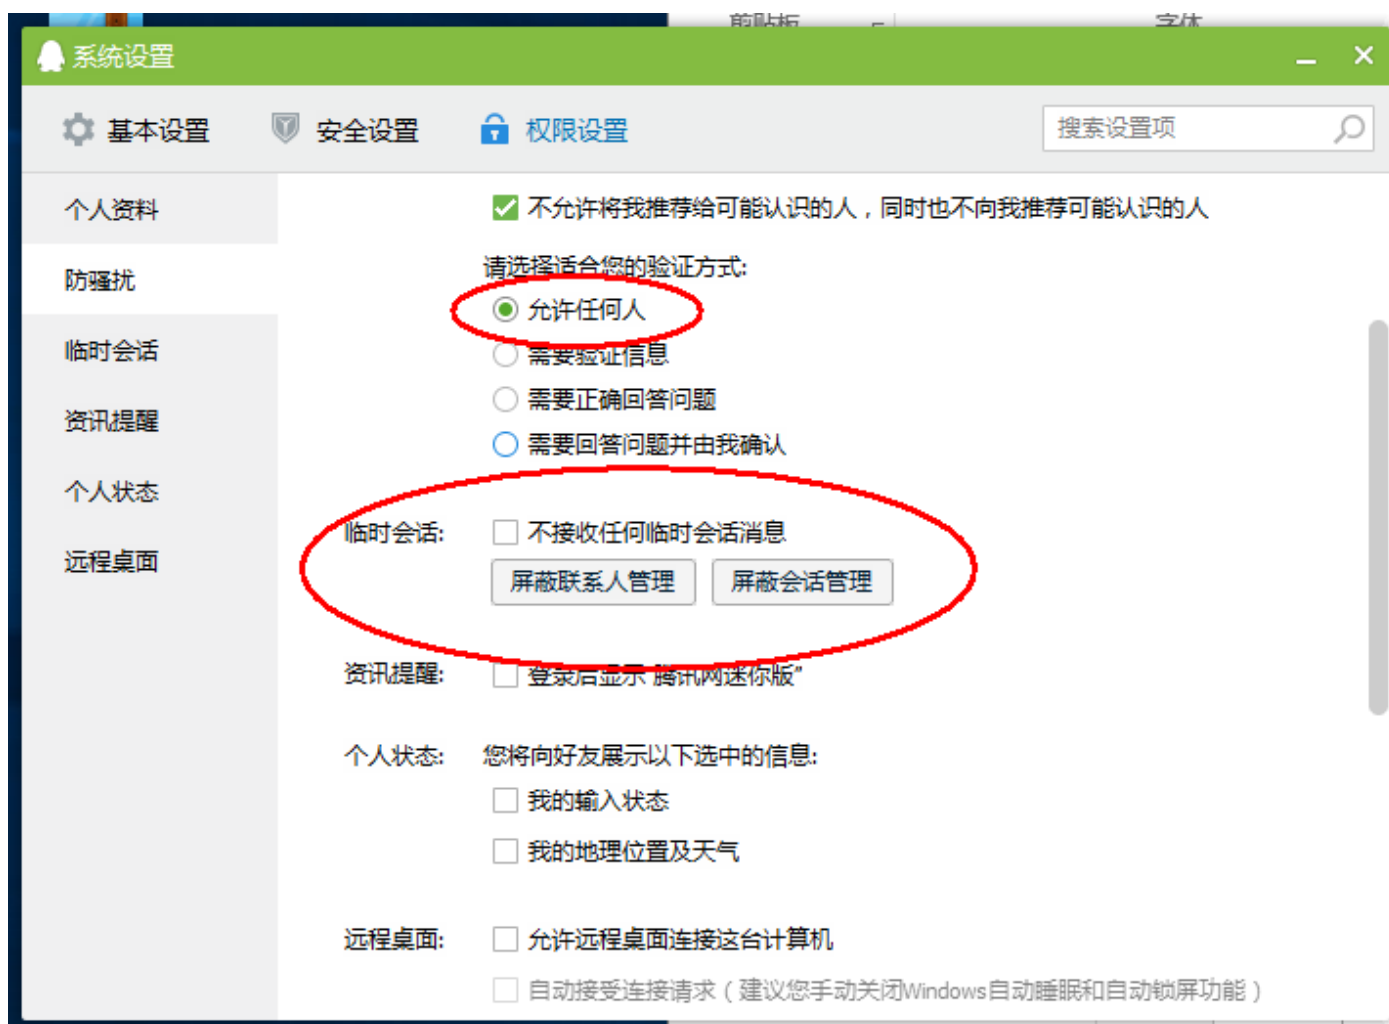 剪贴板
字体
系统设置
基本设置 安全设置 权限设置 搜索设置项
个人资料
防骚扰
临时会话
资讯提醒
个人状态
远程桌面
不允许将我推荐给可能认识的人，同时也不向我推荐可能认识的人
请选择适合您的验证方式:
允许任何人
需要验证信息
需要正确回答问题
需要回答问题并由我确认
临时会话: 不接收任何临时会话消息
屏蔽联系人管理 屏蔽会话管理
资讯提醒: 登录后显示"腾讯网迷你版"
个人状态: 您将向好友展示以下选中的信息:
我的输入状态
我的地理位置及天气
远程桌面: 允许远程桌面连接这台计算机
自动接受连接请求（建议您手动关闭Windows自动睡眠和自动锁屏功能）